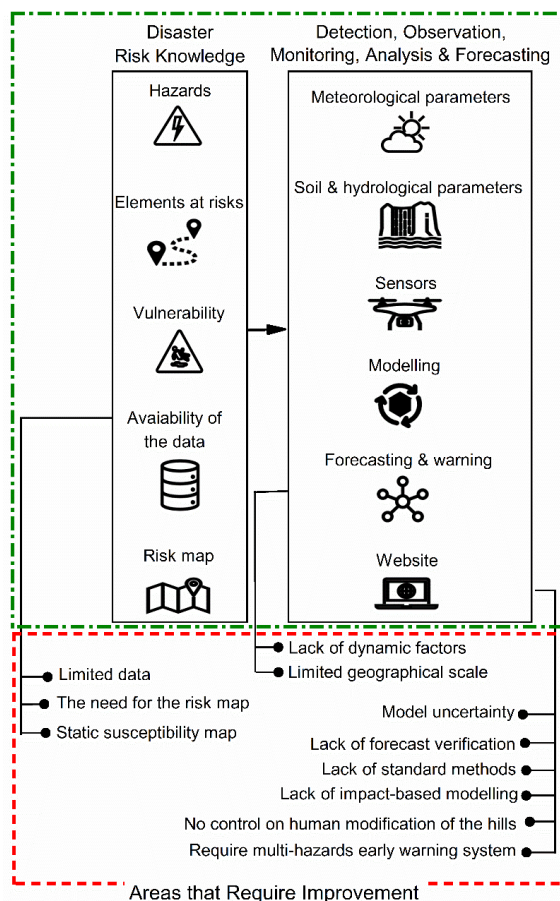 Disaster
Risk Knowledge
Hazards
Elements at risks
Vulnerability
Avaiability of
the data
Risk map
Detection, Observation,
Monitoring, Analysis & Forecasting
Meteorological parameters
Soil & hydrological parameters
Sensors
Modelling
Forecasting & warning
Website
Limited data
The need for the risk map
Static susceptibility map
Lack of dynamic factors
Limited geographical scale
Model uncertainty
Lack of forecast verification
Lack of standard methods
Lack of impact-based modelling
No control on human modification of the hills
Require multi-hazards early warning system
Areas that Require Improvement